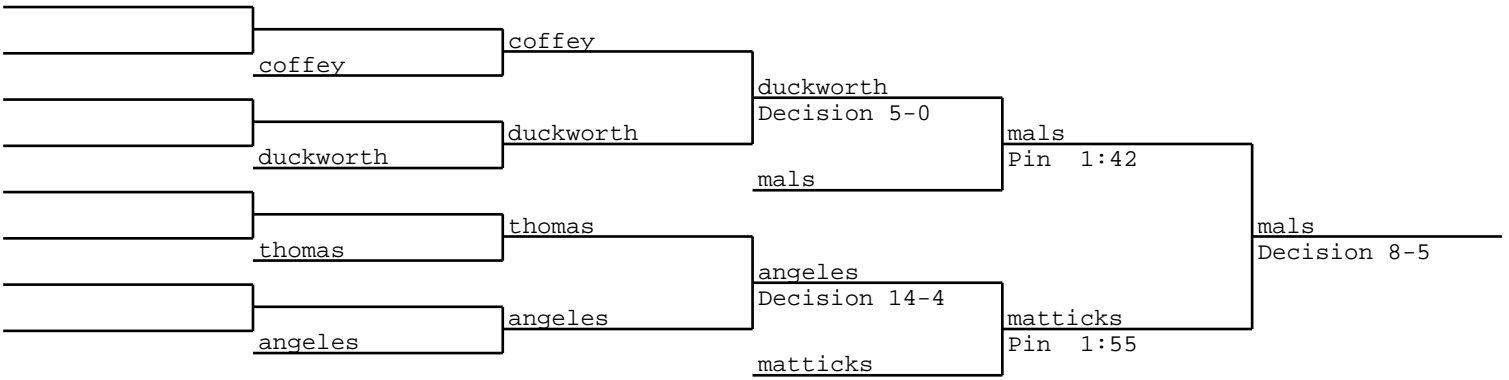 coffey
coffey
duckworth
Decision 5-0
duckworth
mals
duckworth
Pin  1:42
mals
thomas
mals
thomas
Decision 8-5
angeles
Decision 14-4
angeles
matticks
angeles
Pin  1:55
matticks